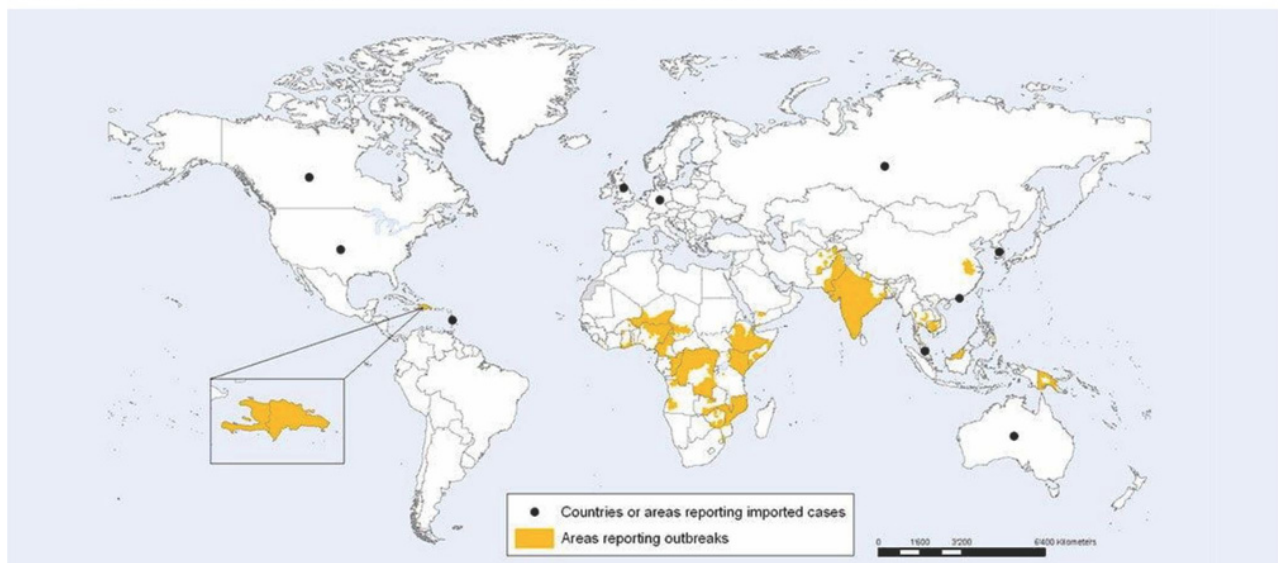 Countries or areas reporting imported cases
Areas reporting outbreaks
0 1'600 3'200 6'400 Kilometers